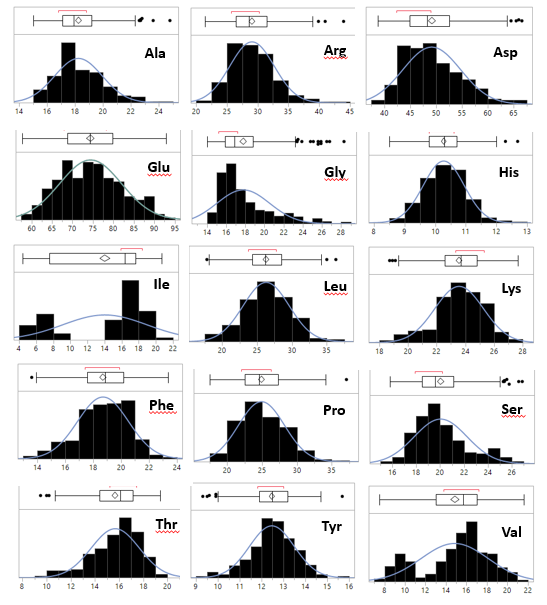 Ala
14 16 18 20 22 24
Arg
20 25 30 35 40 45
Asp
40 45 50 55 60 65
Glu
60 65 70 75 80 85 90 95
Gly
14 16 18 20 22 24 26 28
His
8 9 10 11 12 13
Ile
4 6 8 10 12 14 16 18 20 22
Leu
20 25 30 35
Lys
18 20 22 24 26 28
Phe
14 16 18 20 22 24
Pro
20 25 30 35
Ser
16 18 20 22 24 26
Thr
8 10 12 14 16 18 20
Tyr
9 10 11 12 13 14 15 16
Val
8 10 12 14 16 18 20 22